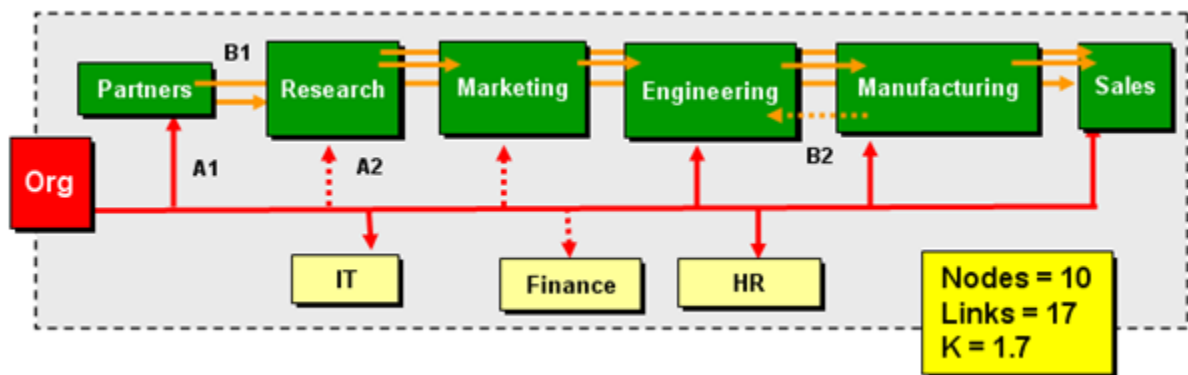 B1
Partners
Research
Marketing
Engineering
Manufacturing
Sales
B2
A1
A2
Org
IT
Finance
HR
Nodes = 10
Links = 17
K = 1.7